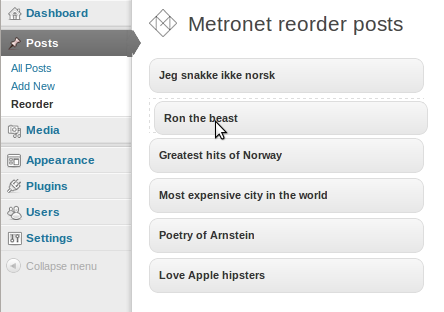 Dashboard
Posts
All Posts
Add New
Reorder
Media
Appearance
Plugins
Users
Settings
Collapse menu
Metronet reorder posts
Jeg snakke ikke norsk
Ron the beast
Greatest hits of Norway
Most expensive city in the world
Poetry of Arnstein
Love Apple hipsters